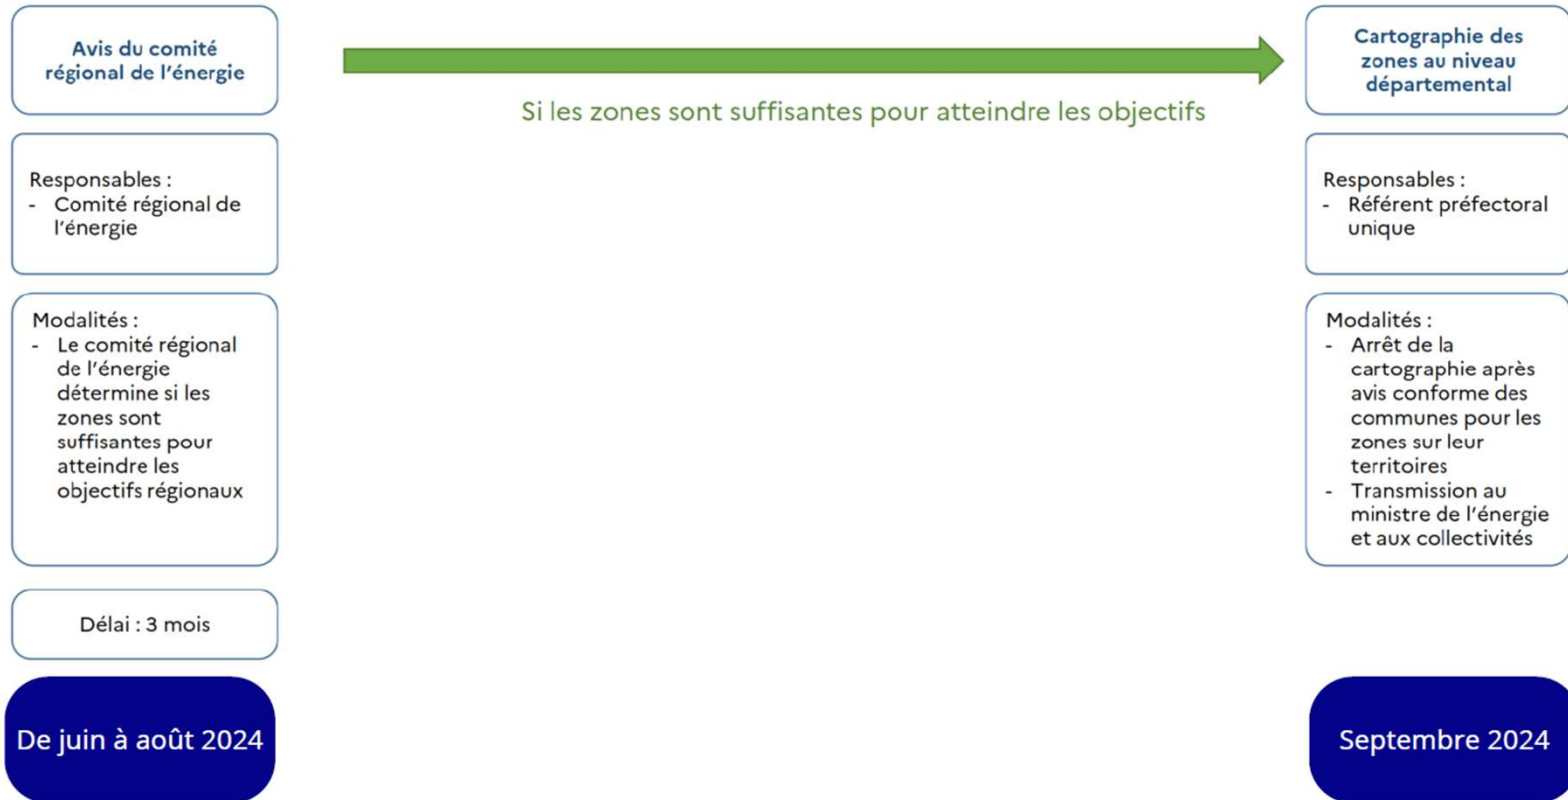 Avis du comité
régional de l'énergie
Si les zones sont suffisantes pour atteindre les objectifs
Cartographie des
zones au niveau
départemental
Responsables :
- Comité régional de
l'énergie
Responsables :
- Référent préfectoral
unique
Modalités :
- Le comité régional
de l'énergie
détermine si les
zones sont
suffisantes pour
atteindre les
objectifs régionaux
Modalités :
- Arrêt de la
cartographie après
avis conforme des
communes pour les
zones sur leur
territoires
- Transmission au
ministre de l'énergie
et aux collectivités
Délai : 3 mois
De juin à août 2024
Septembre 2024